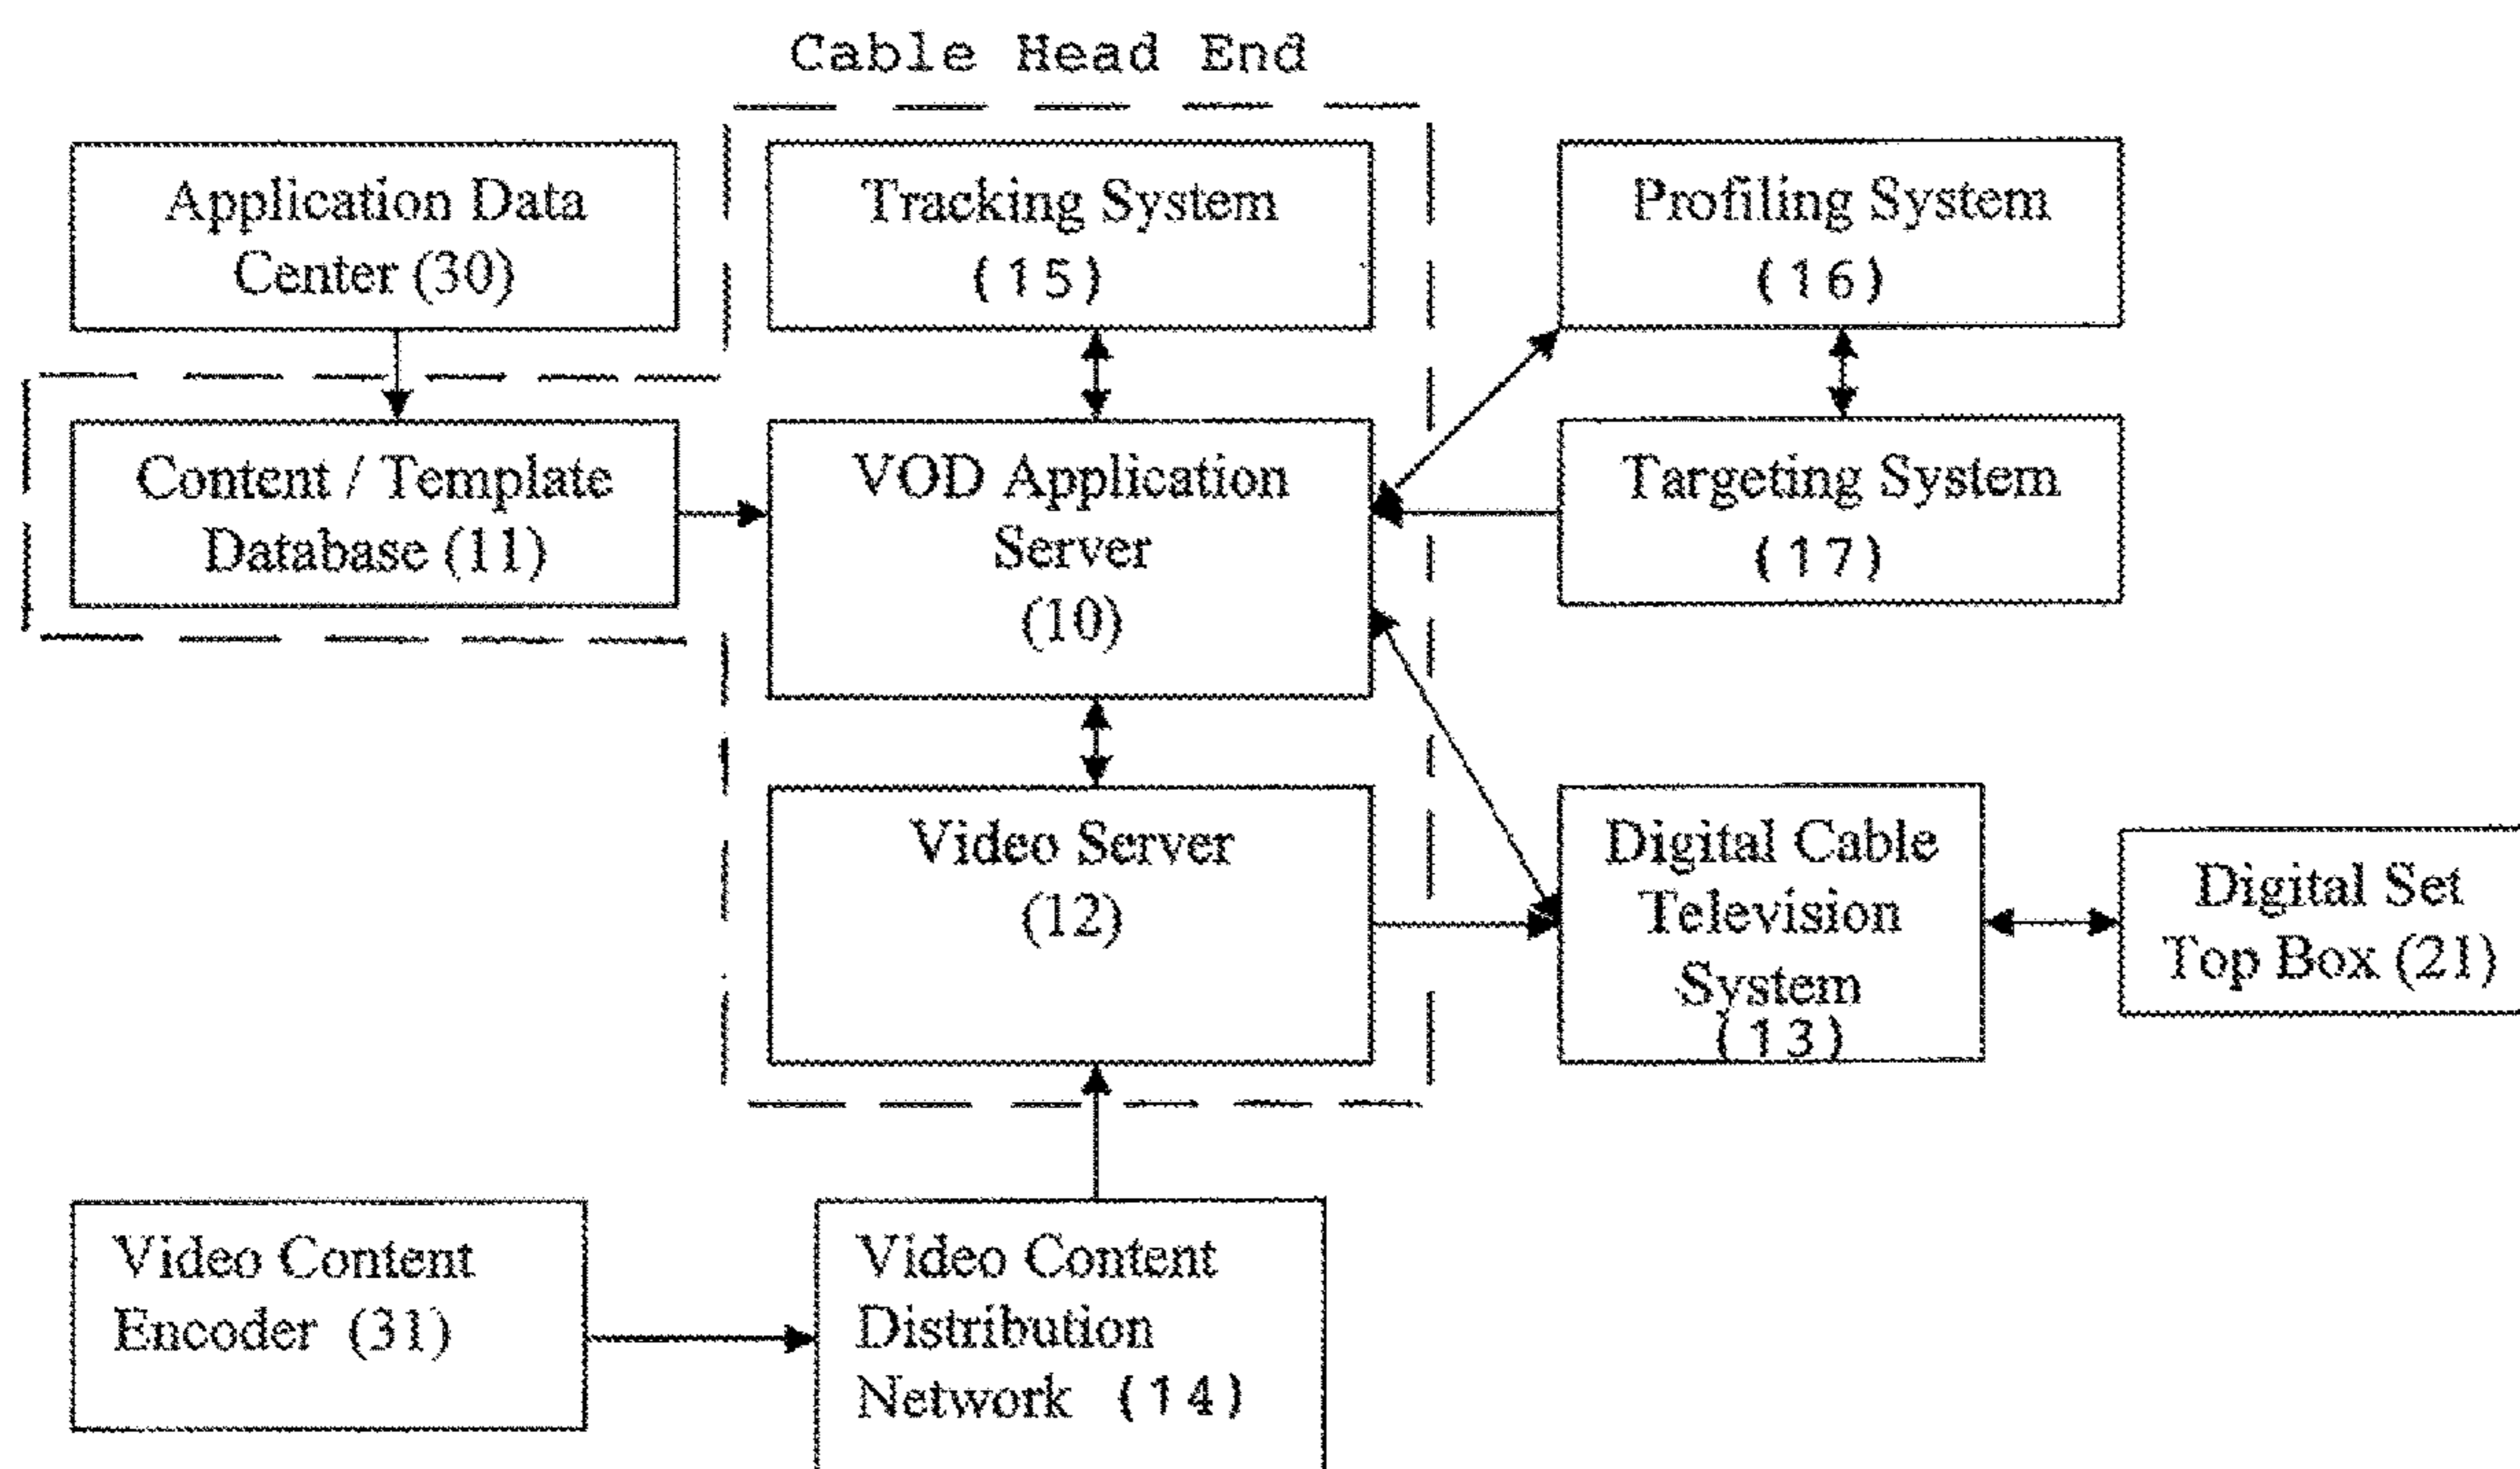 Cable Head End
Application Data
Center (30)
Tracking System
(15)
Profiling System
(16)
Content / Template
Database (11)
VOD Application
Server
(10)
Targeting System
(17)
Video Server
(12)
Digital Cable
Television
System
(13)
Digital Set
Top Box (21)
Video Content
Encoder (31)
Video Content
Distribution
Network (14)